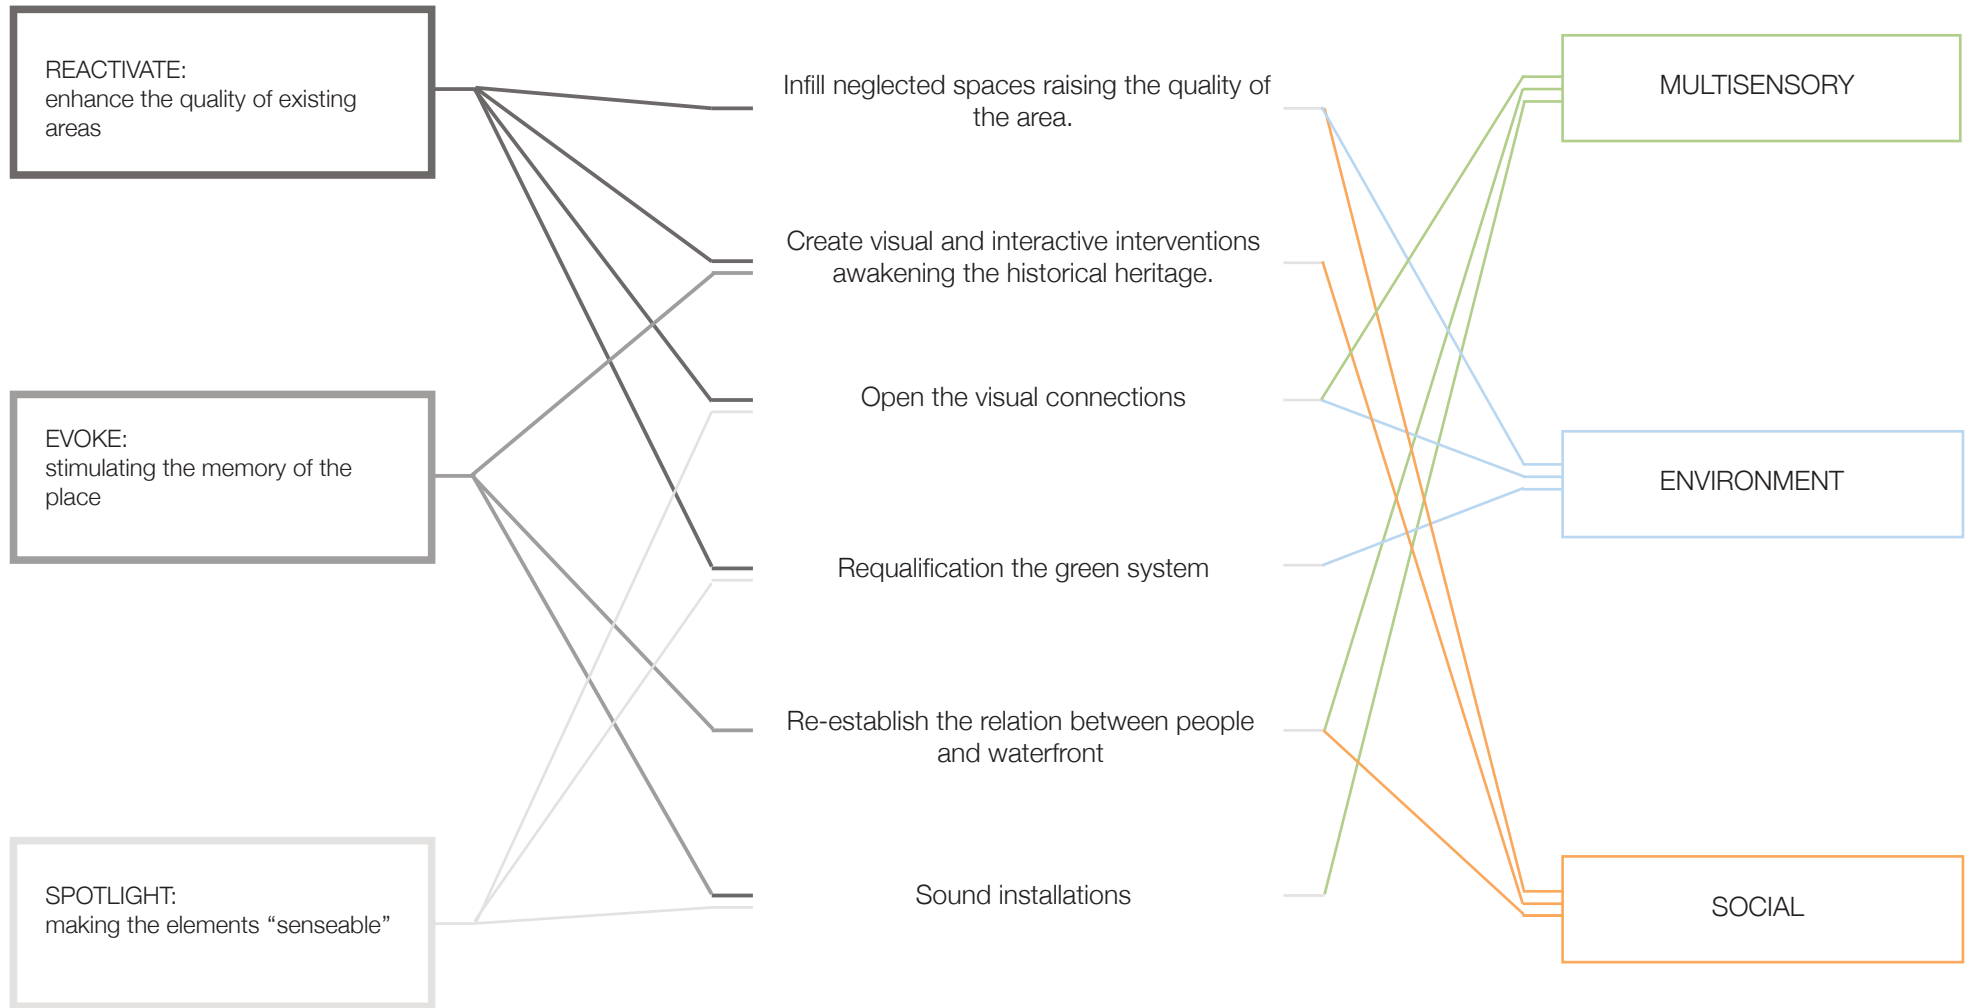 REACTIVATE:
enhance the quality of existing
areas
EVOKE:
stimulating the memory of the
place
SPOTLIGHT:
making the elements “senseable”
Infill neglected spaces raising the quality of
the area.
Create visual and interactive interventions
awakening the historical heritage.
Open the visual connections
Requalification the green system
Re-establish the relation between people
and waterfront
Sound installations
MULTISENSORY
ENVIRONMENT
SOCIAL